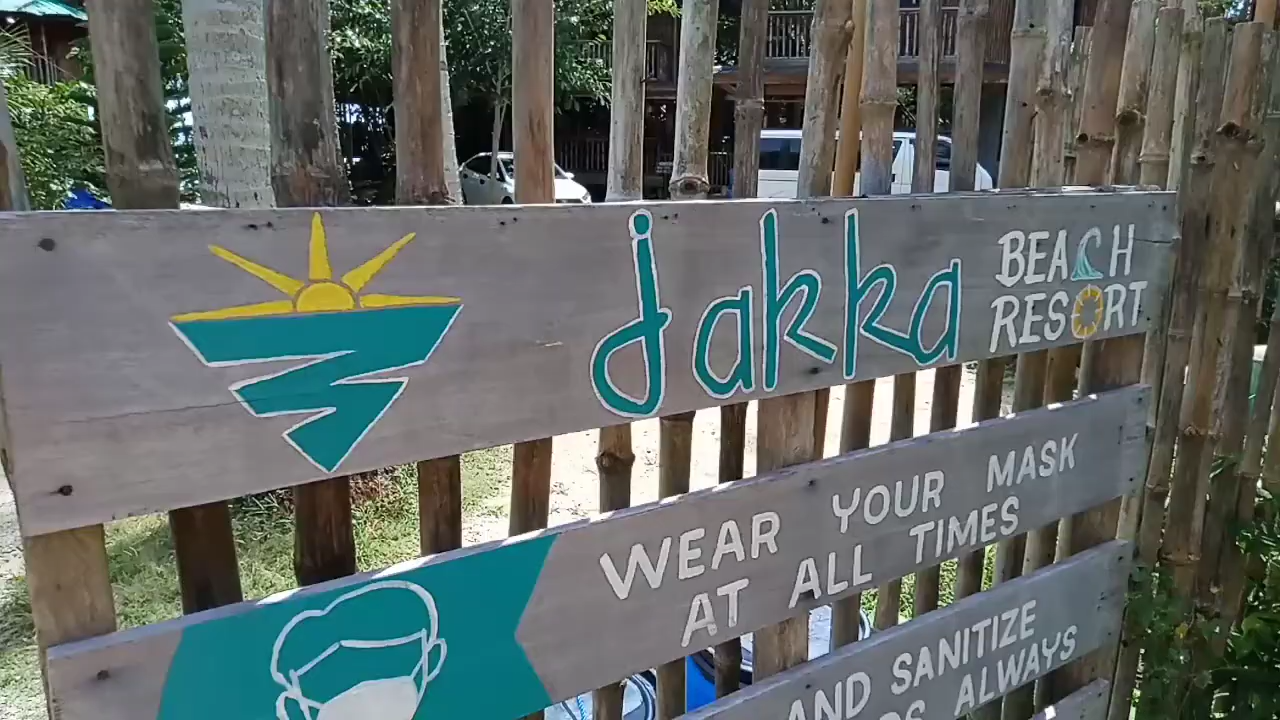 jakka
BEACH
RESORT
WEAR YOUR MASK
AT ALL TIMES
AND SANITIZE
ALWAYS